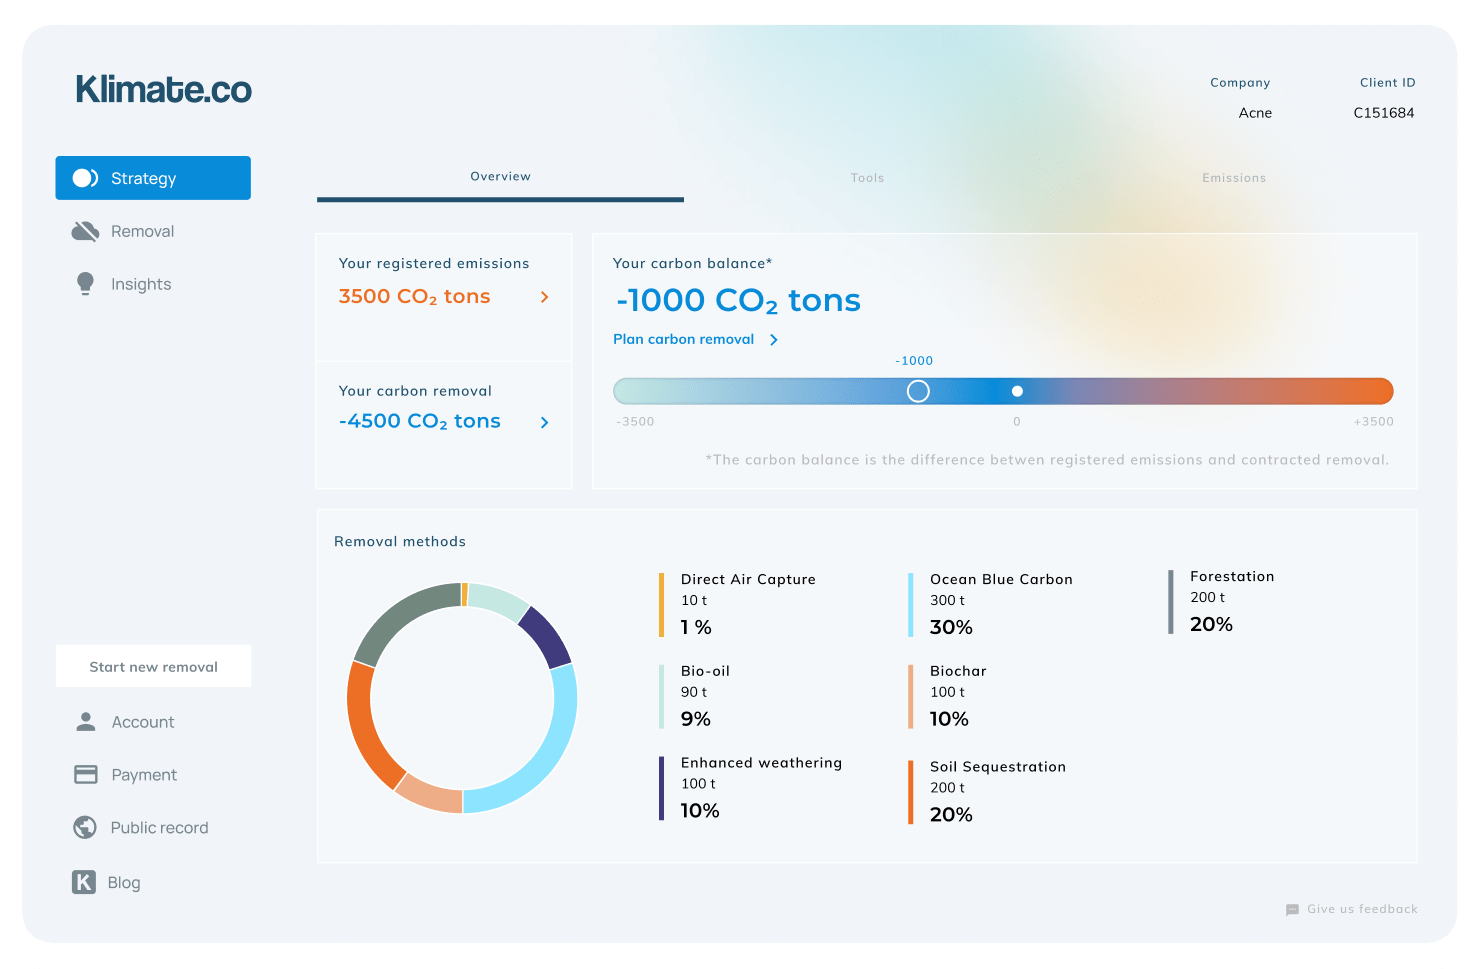 Klimate.co
Company
Client ID
Acne
C151684
Strategy
Removal
Insights
Overview
Tools
Emissions
Your registered emissions
3500 CO₂ tons
Your carbon removal
-4500 CO₂ tons
Your carbon balance*
-1000 CO₂ tons
Plan carbon removal
-1000
-3500
0
+3500
*The carbon balance is the difference betwen registered emissions and contracted removal.
Removal methods
Direct Air Capture
10 t
1 %
Bio-oil
90 t
9%
Enhanced weathering
100 t
10%
Ocean Blue Carbon
300 t
30%
Biochar
100 t
10%
Soil Sequestration
200 t
20%
Forestation
200 t
20%
Start new removal
Account
Payment
Public record
K Blog
Give us feedback